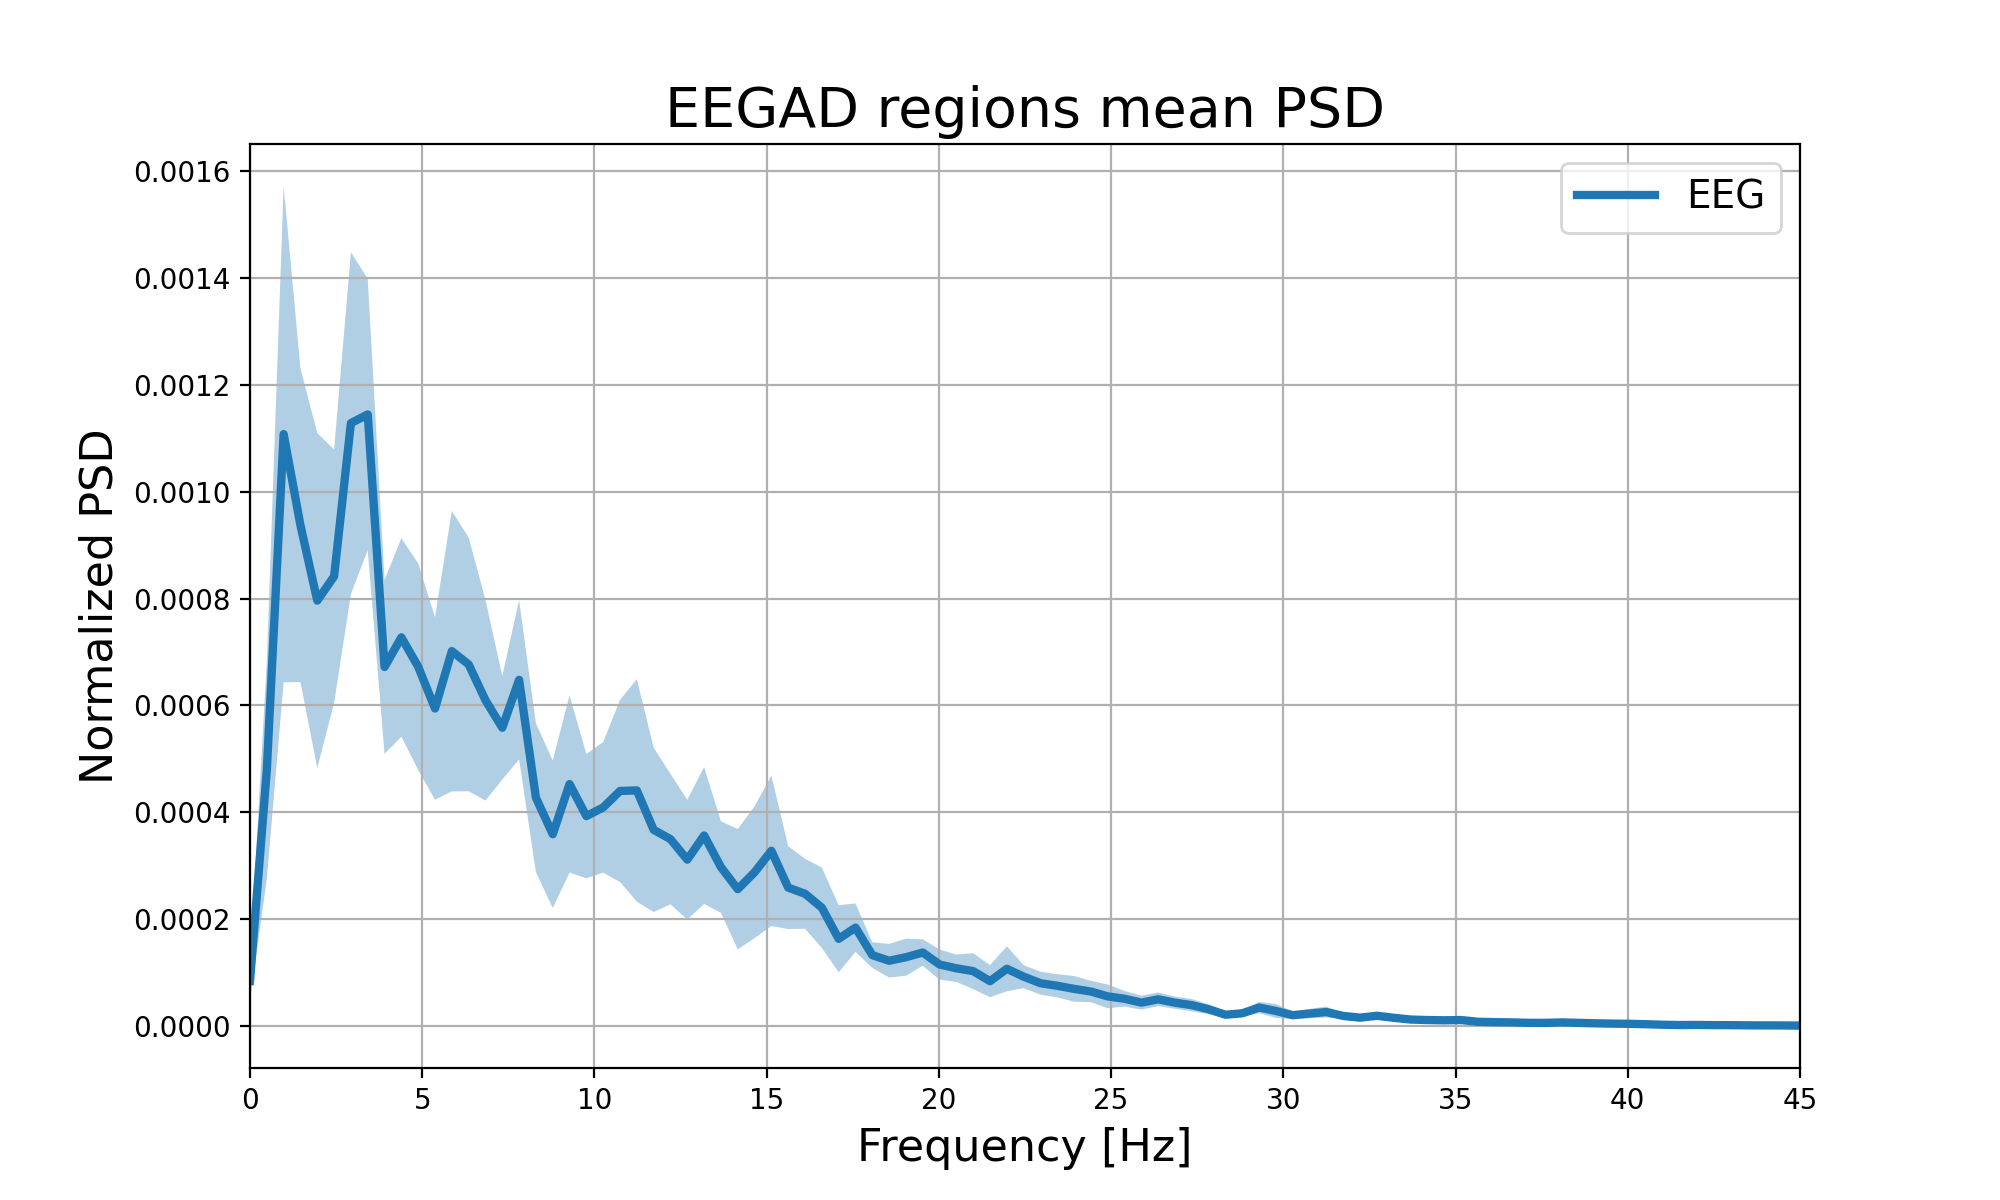 EEGAD regions mean PSD
EEG
Normalized PSD
0.0016
0.0014
0.0012
0.0010
0.0008
0.0006
0.0004
0.0002
0.0000
0 5 10 15 20 25 30 35 40 45
Frequency [Hz]